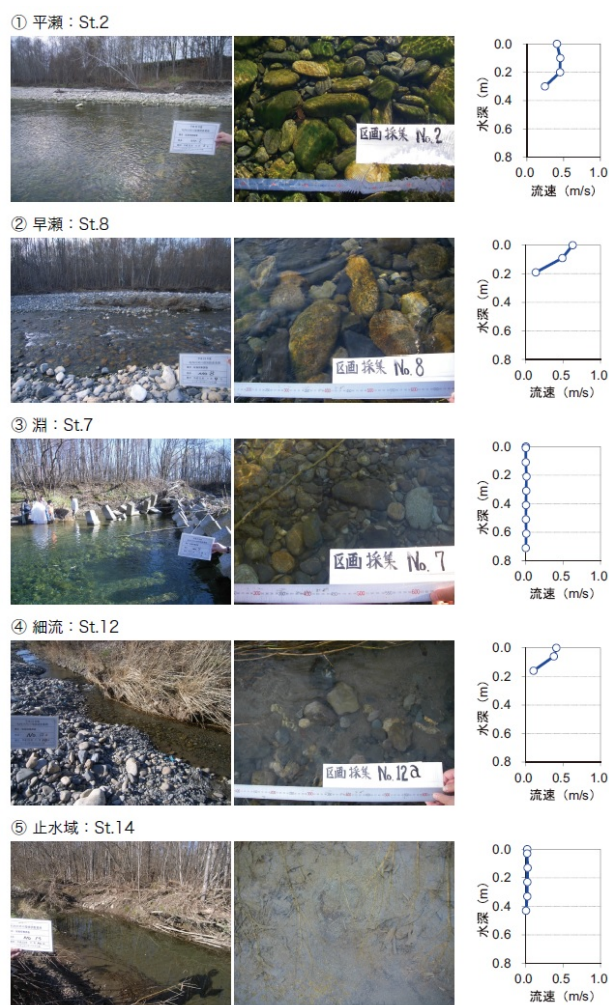 ① 平瀬：St.2
区画採集 No.2
0.0
0.2
0.4
0.6
0.8
水深（m）
0.0 0.5 1.0
流速（m/s）
② 早瀬：St.8
区画採集 No.8
0.0
0.2
0.4
0.6
0.8
水深（m）
0.0 0.5 1.0
流速（m/s）
③ 淵：St.7
区画採集 No.7
0.0
0.2
0.4
0.6
0.8
水深（m）
0.0 0.5 1.0
流速（m/s）
④ 細流：St.12
区画採集 No.12a
0.0
0.2
0.4
0.6
0.8
水深（m）
0.0 0.5 1.0
流速（m/s）
⑤ 止水域：St.14
0.0
0.2
0.4
0.6
0.8
水深（m）
0.0 0.5 1.0
流速（m/s）